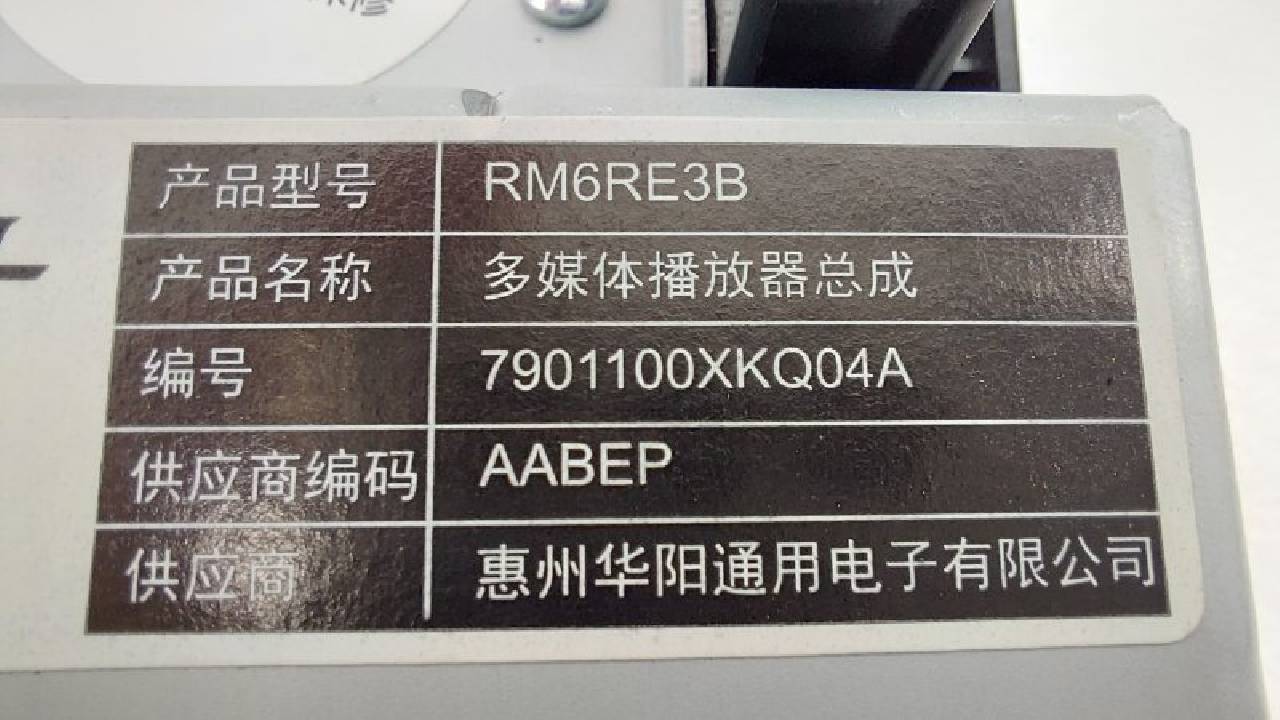 修
产品型号 RM6RE3B
产品名称 多媒体播放器总成
编号 7901100XKQ04A
供应商编码 AABEP
供应商 惠州华阳通用电子有限公司